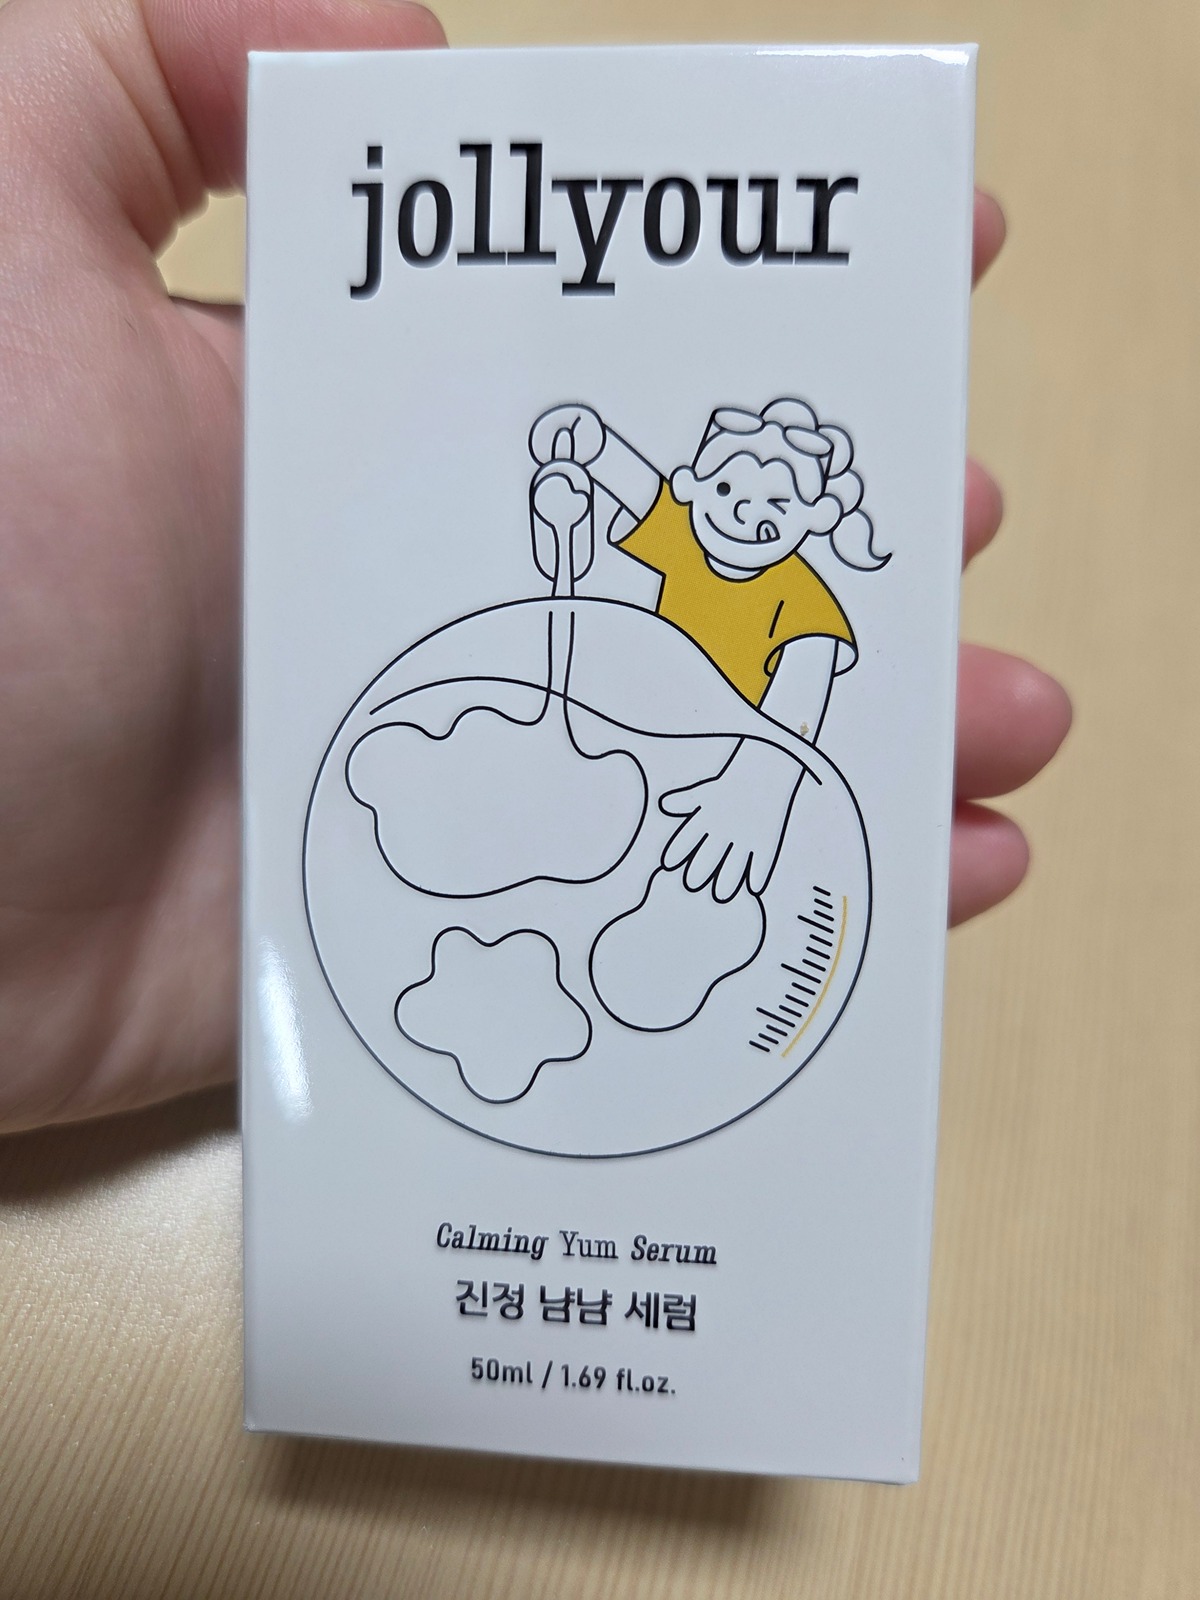 jollyour
Calming Yum Serum
진정 냠냠 세럼
50ml / 1.69 fl.oz.